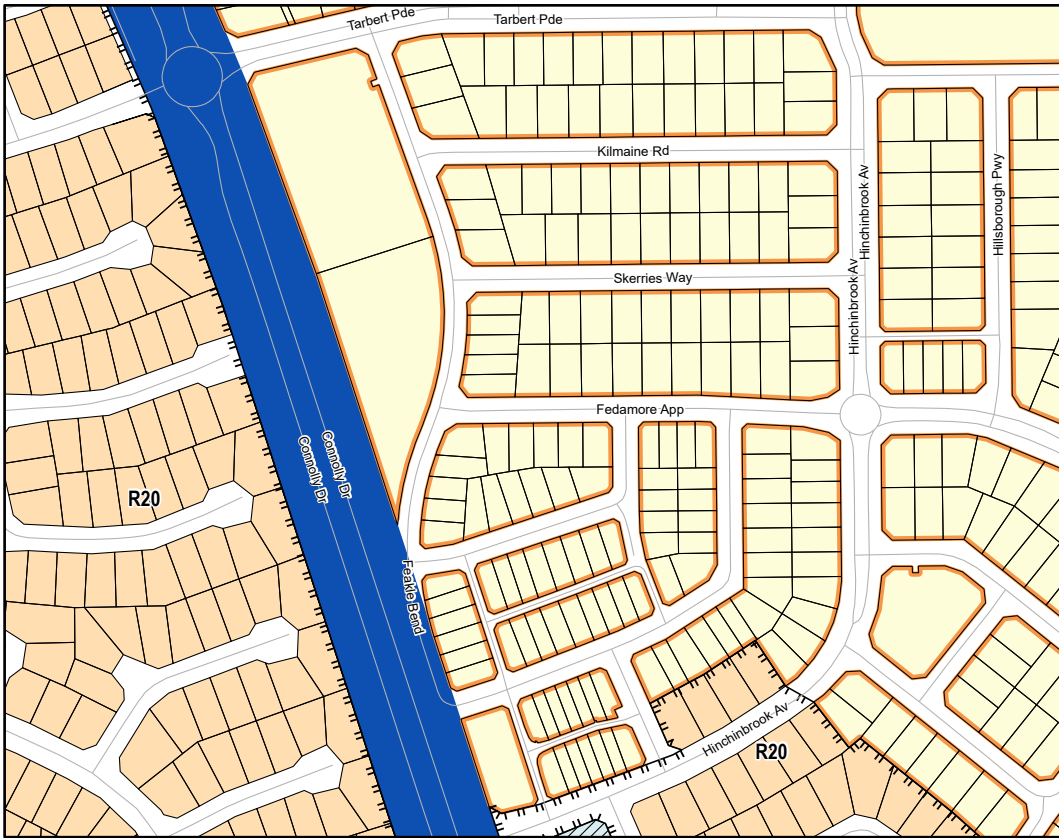 Tarbert Pde
Tarbert Pde
Kilmaine Rd
Hinchinbrook Av
Hillsborough Pwy
Skerries Way
Hinchinbrook Av
Fedamore App
Connolly Dr
Connolly Dr
R20
Feakle Bend
Hinchinbrook Av
R20